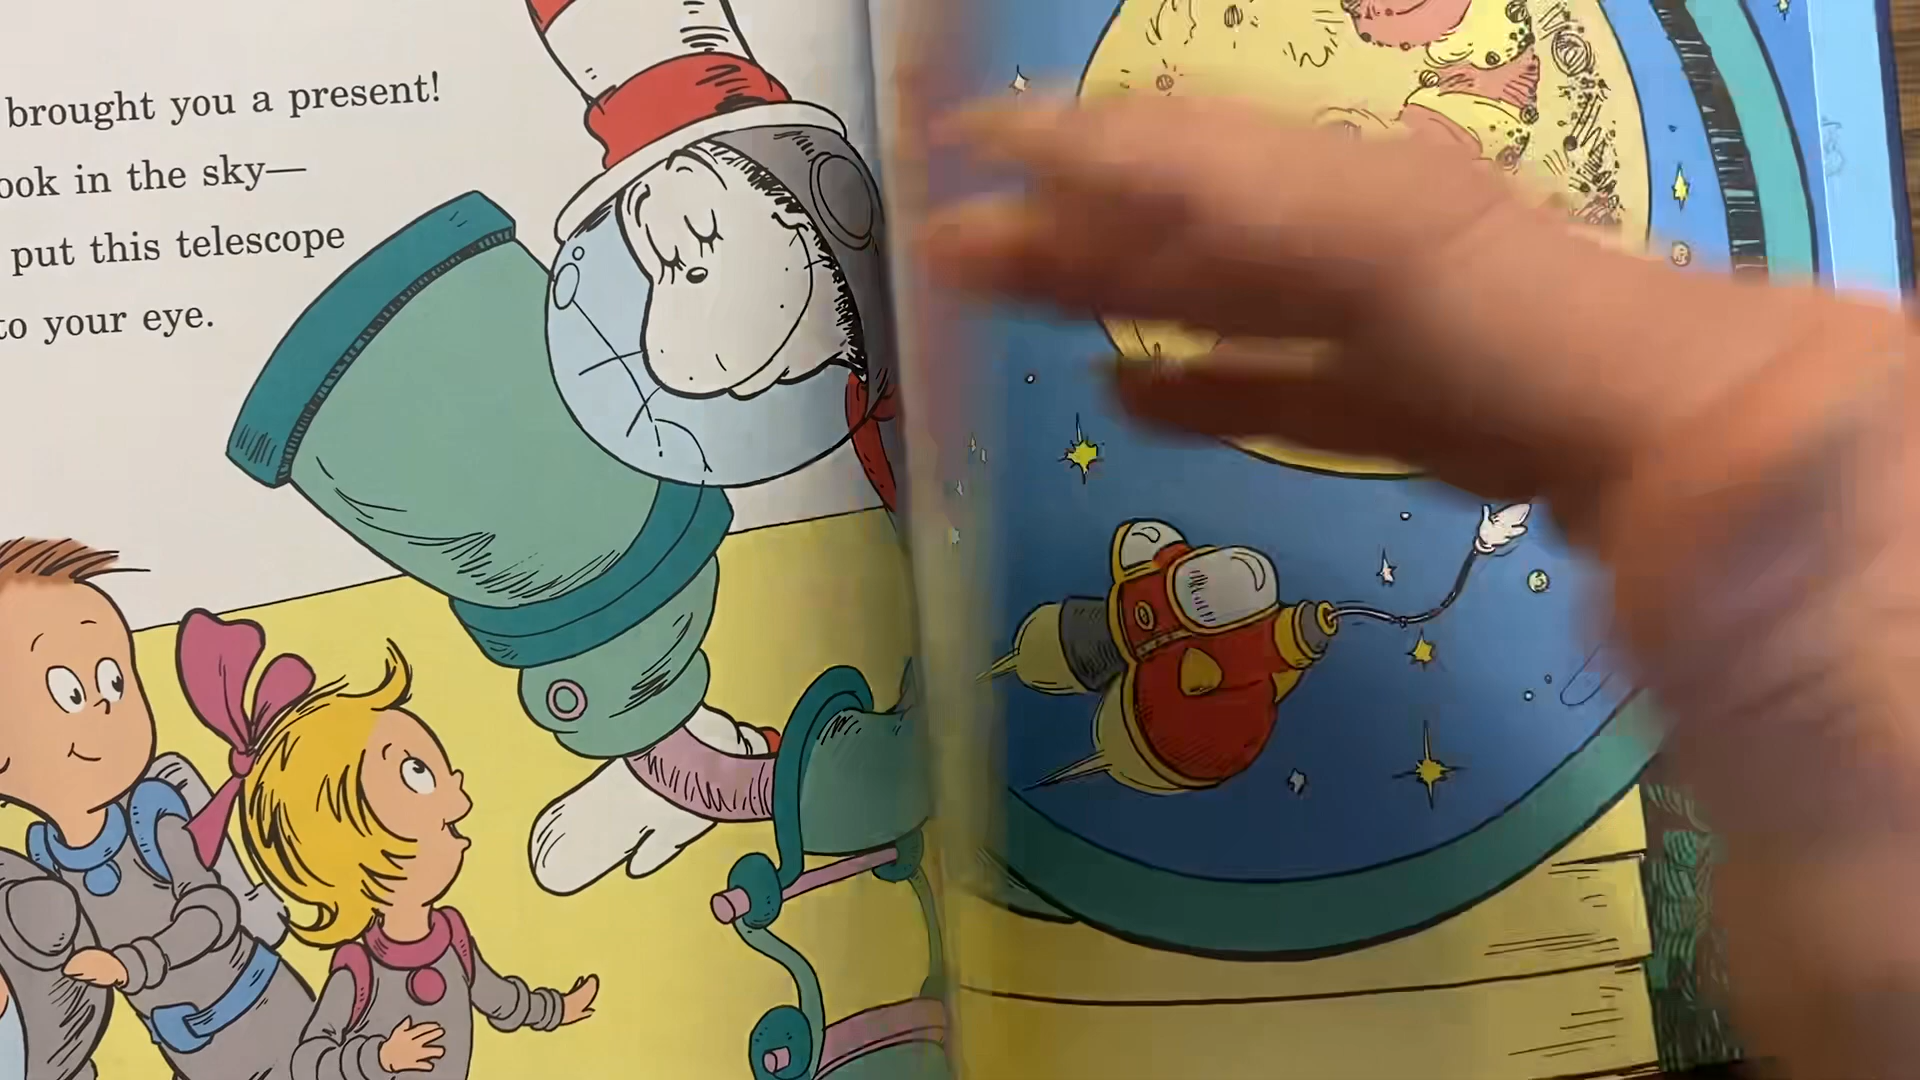 brought you a present!
ook in the sky—
put this telescope
to your eye.